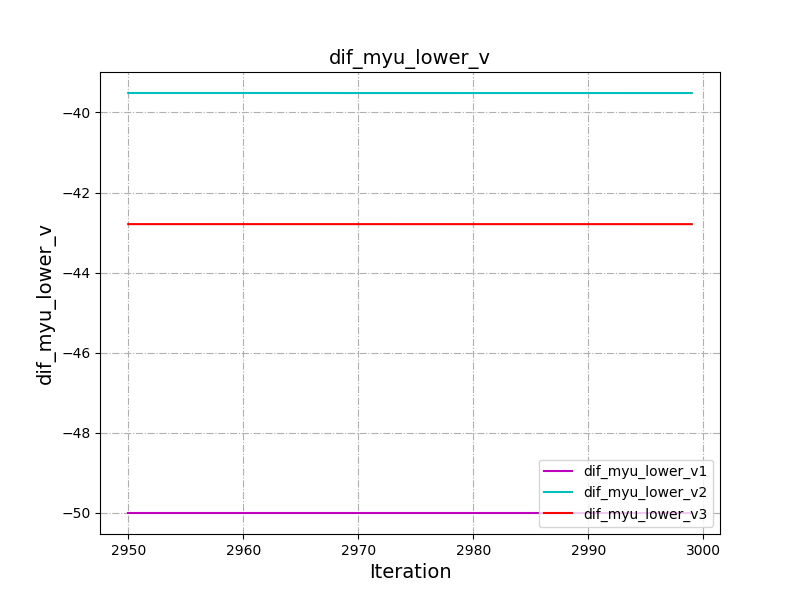 dif_myu_lower_v
dif_myu_lower_v
−40
−42
−44
−46
−48
−50
2950
2960
2970
2980
2990
3000
Iteration
dif_myu_lower_v1
dif_myu_lower_v2
dif_myu_lower_v3